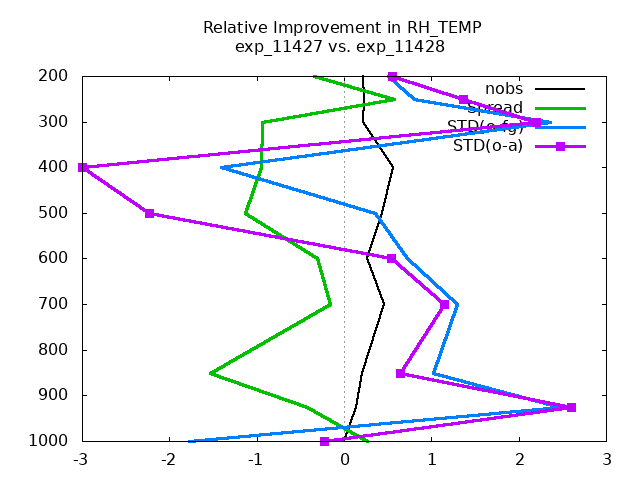 Relative Improvement in RH_TEMP
exp_11427 vs. exp_11428
200
300
400
500
600
700
800
900
1000
nobs
Spread
STD(o-fg)
STD(o-a)
-3 -2 -1 0 1 2 3